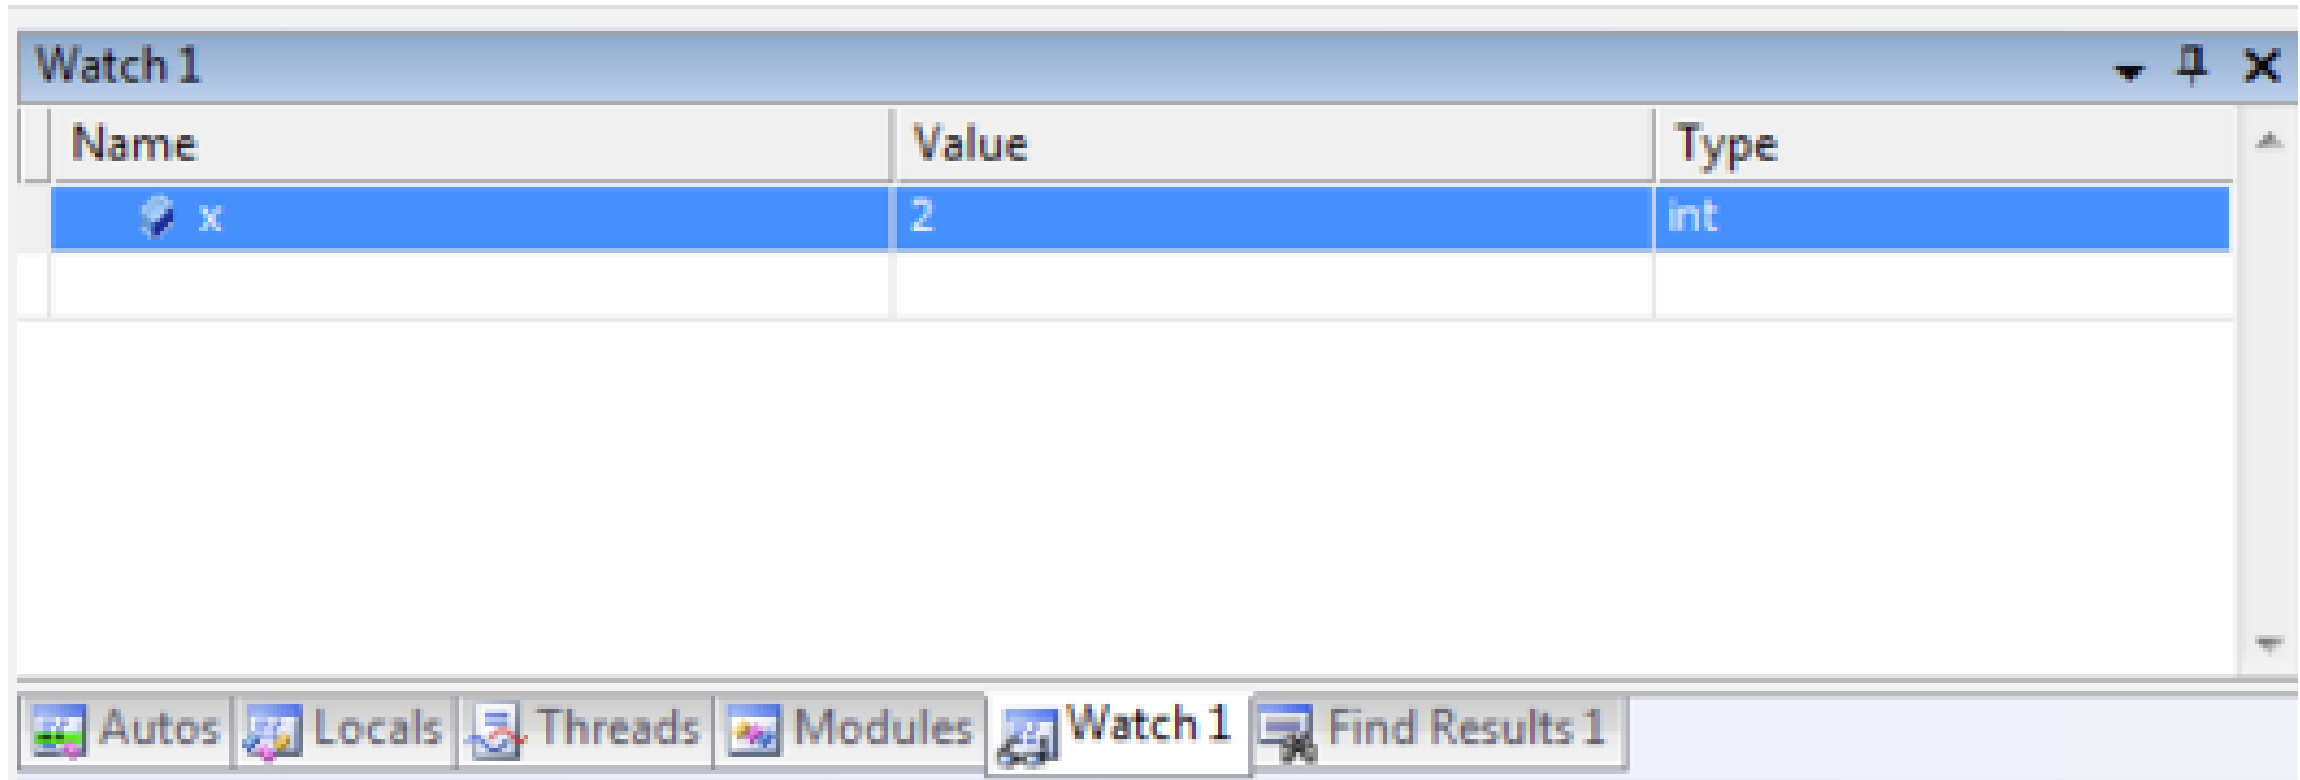 Watch 1
Name Value Type
x 2 int
Autos Locals Threads Modules Watch 1 Find Results 1